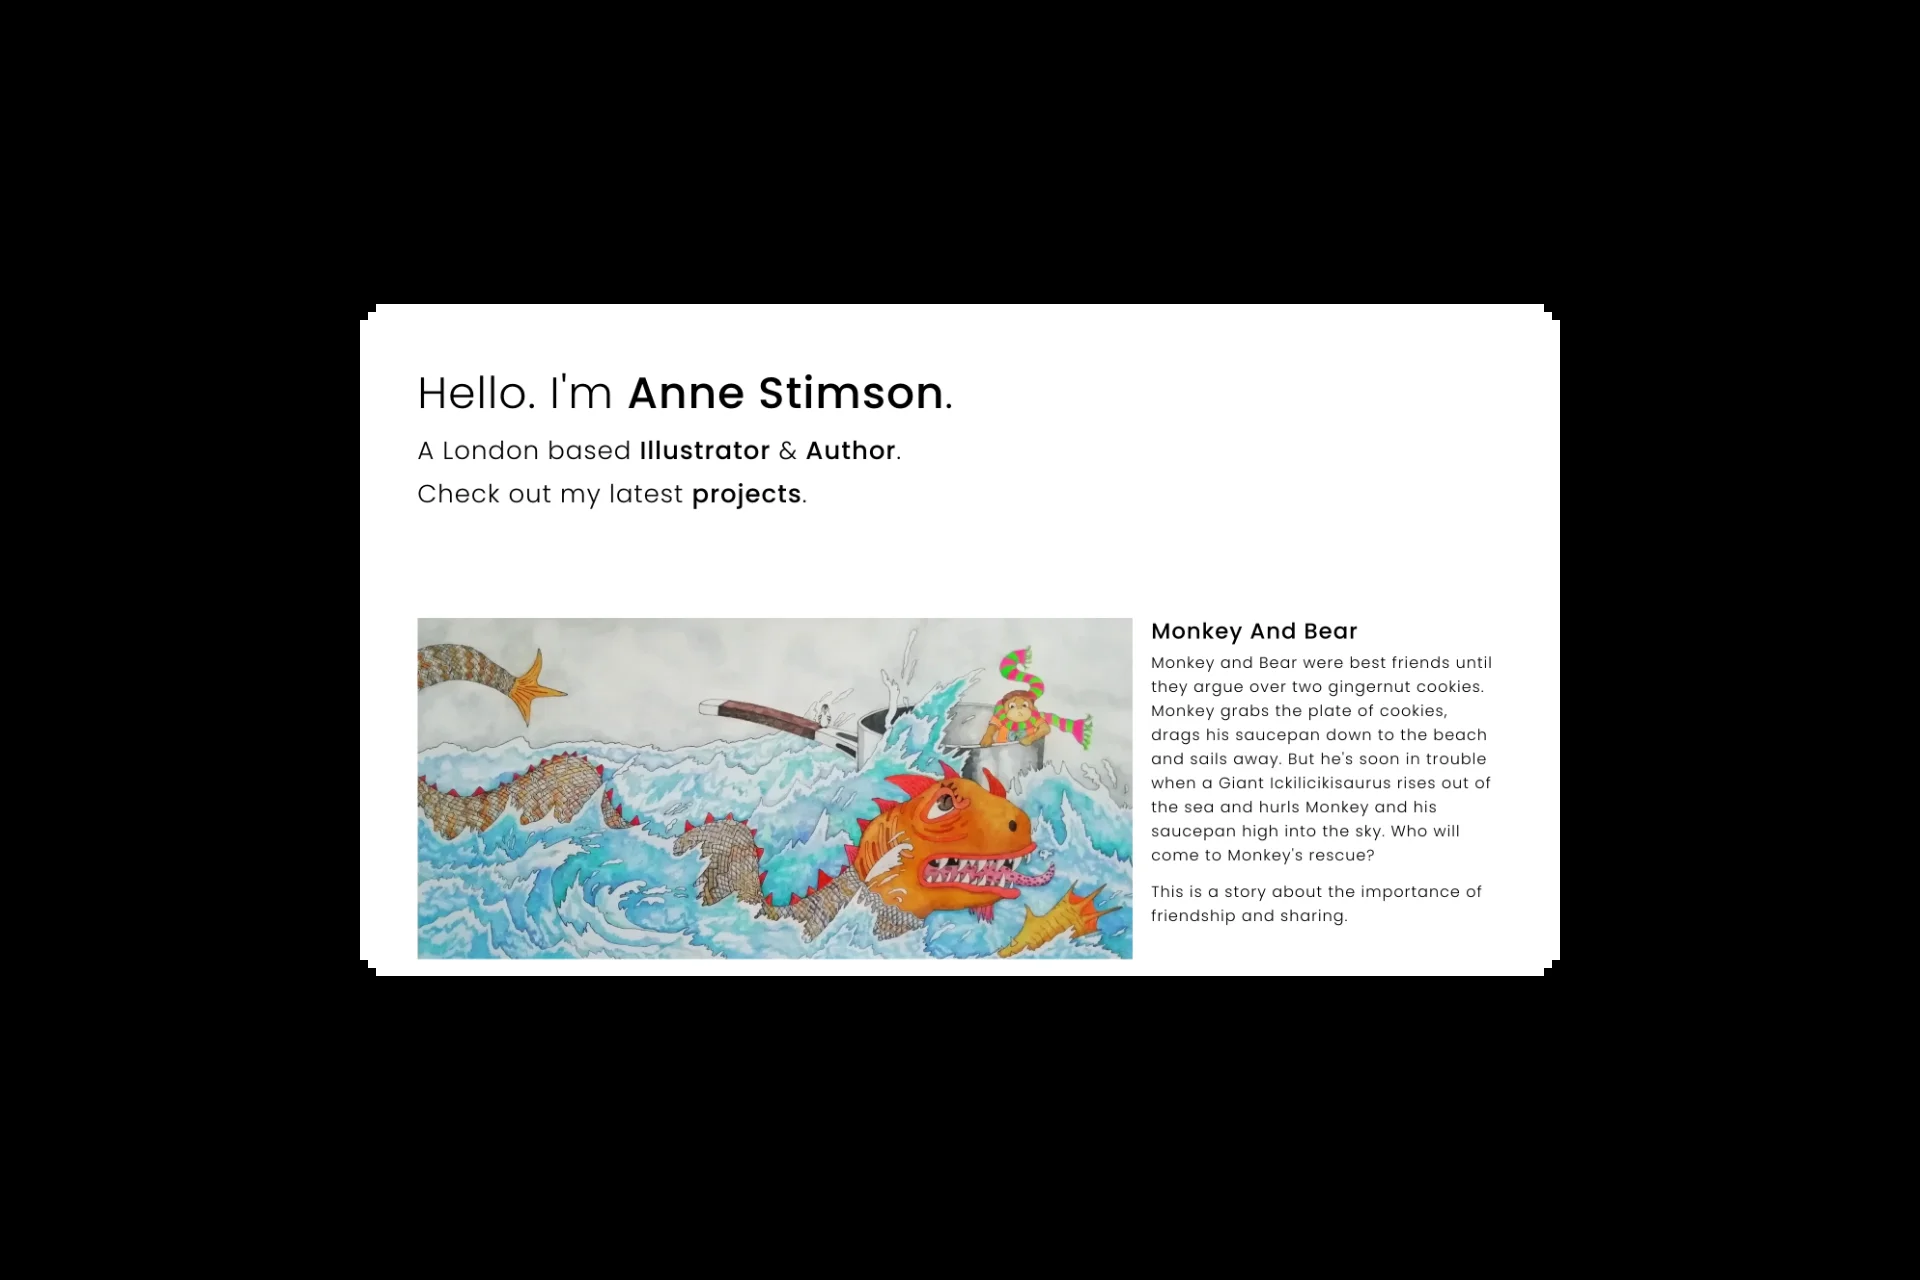 Hello. I'm Anne Stimson.
A London based Illustrator & Author.
Check out my latest projects.
Monkey And Bear
Monkey and Bear were best friends until
they argue over two gingernut cookies.
Monkey grabs the plate of cookies,
drags his saucepan down to the beach
and sails away. But he's soon in trouble
when a Giant Ickilicikisaurus rises out of
the sea and hurls Monkey and his
saucepan high into the sky. Who will
come to Monkey's rescue?
This is a story about the importance of
friendship and sharing.